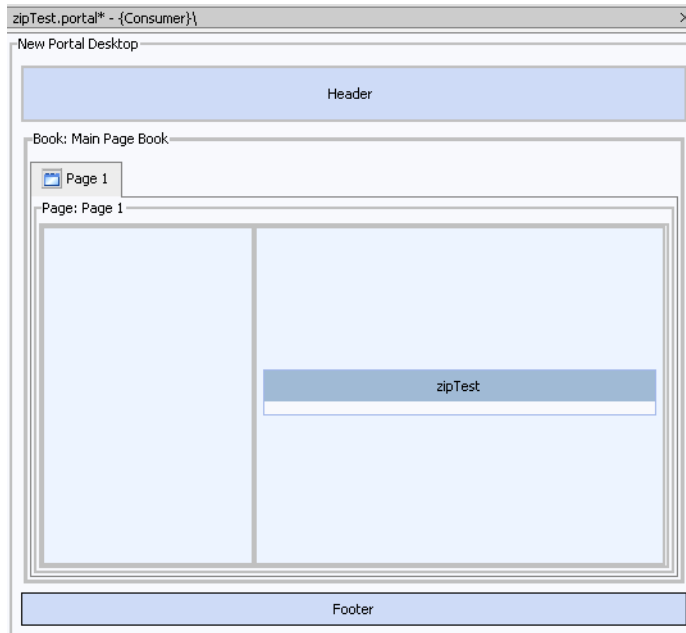 zipTest.portal* - {Consumer}\
New Portal Desktop
Header
Book: Main Page Book
Page 1
Page: Page 1
zipTest
Footer